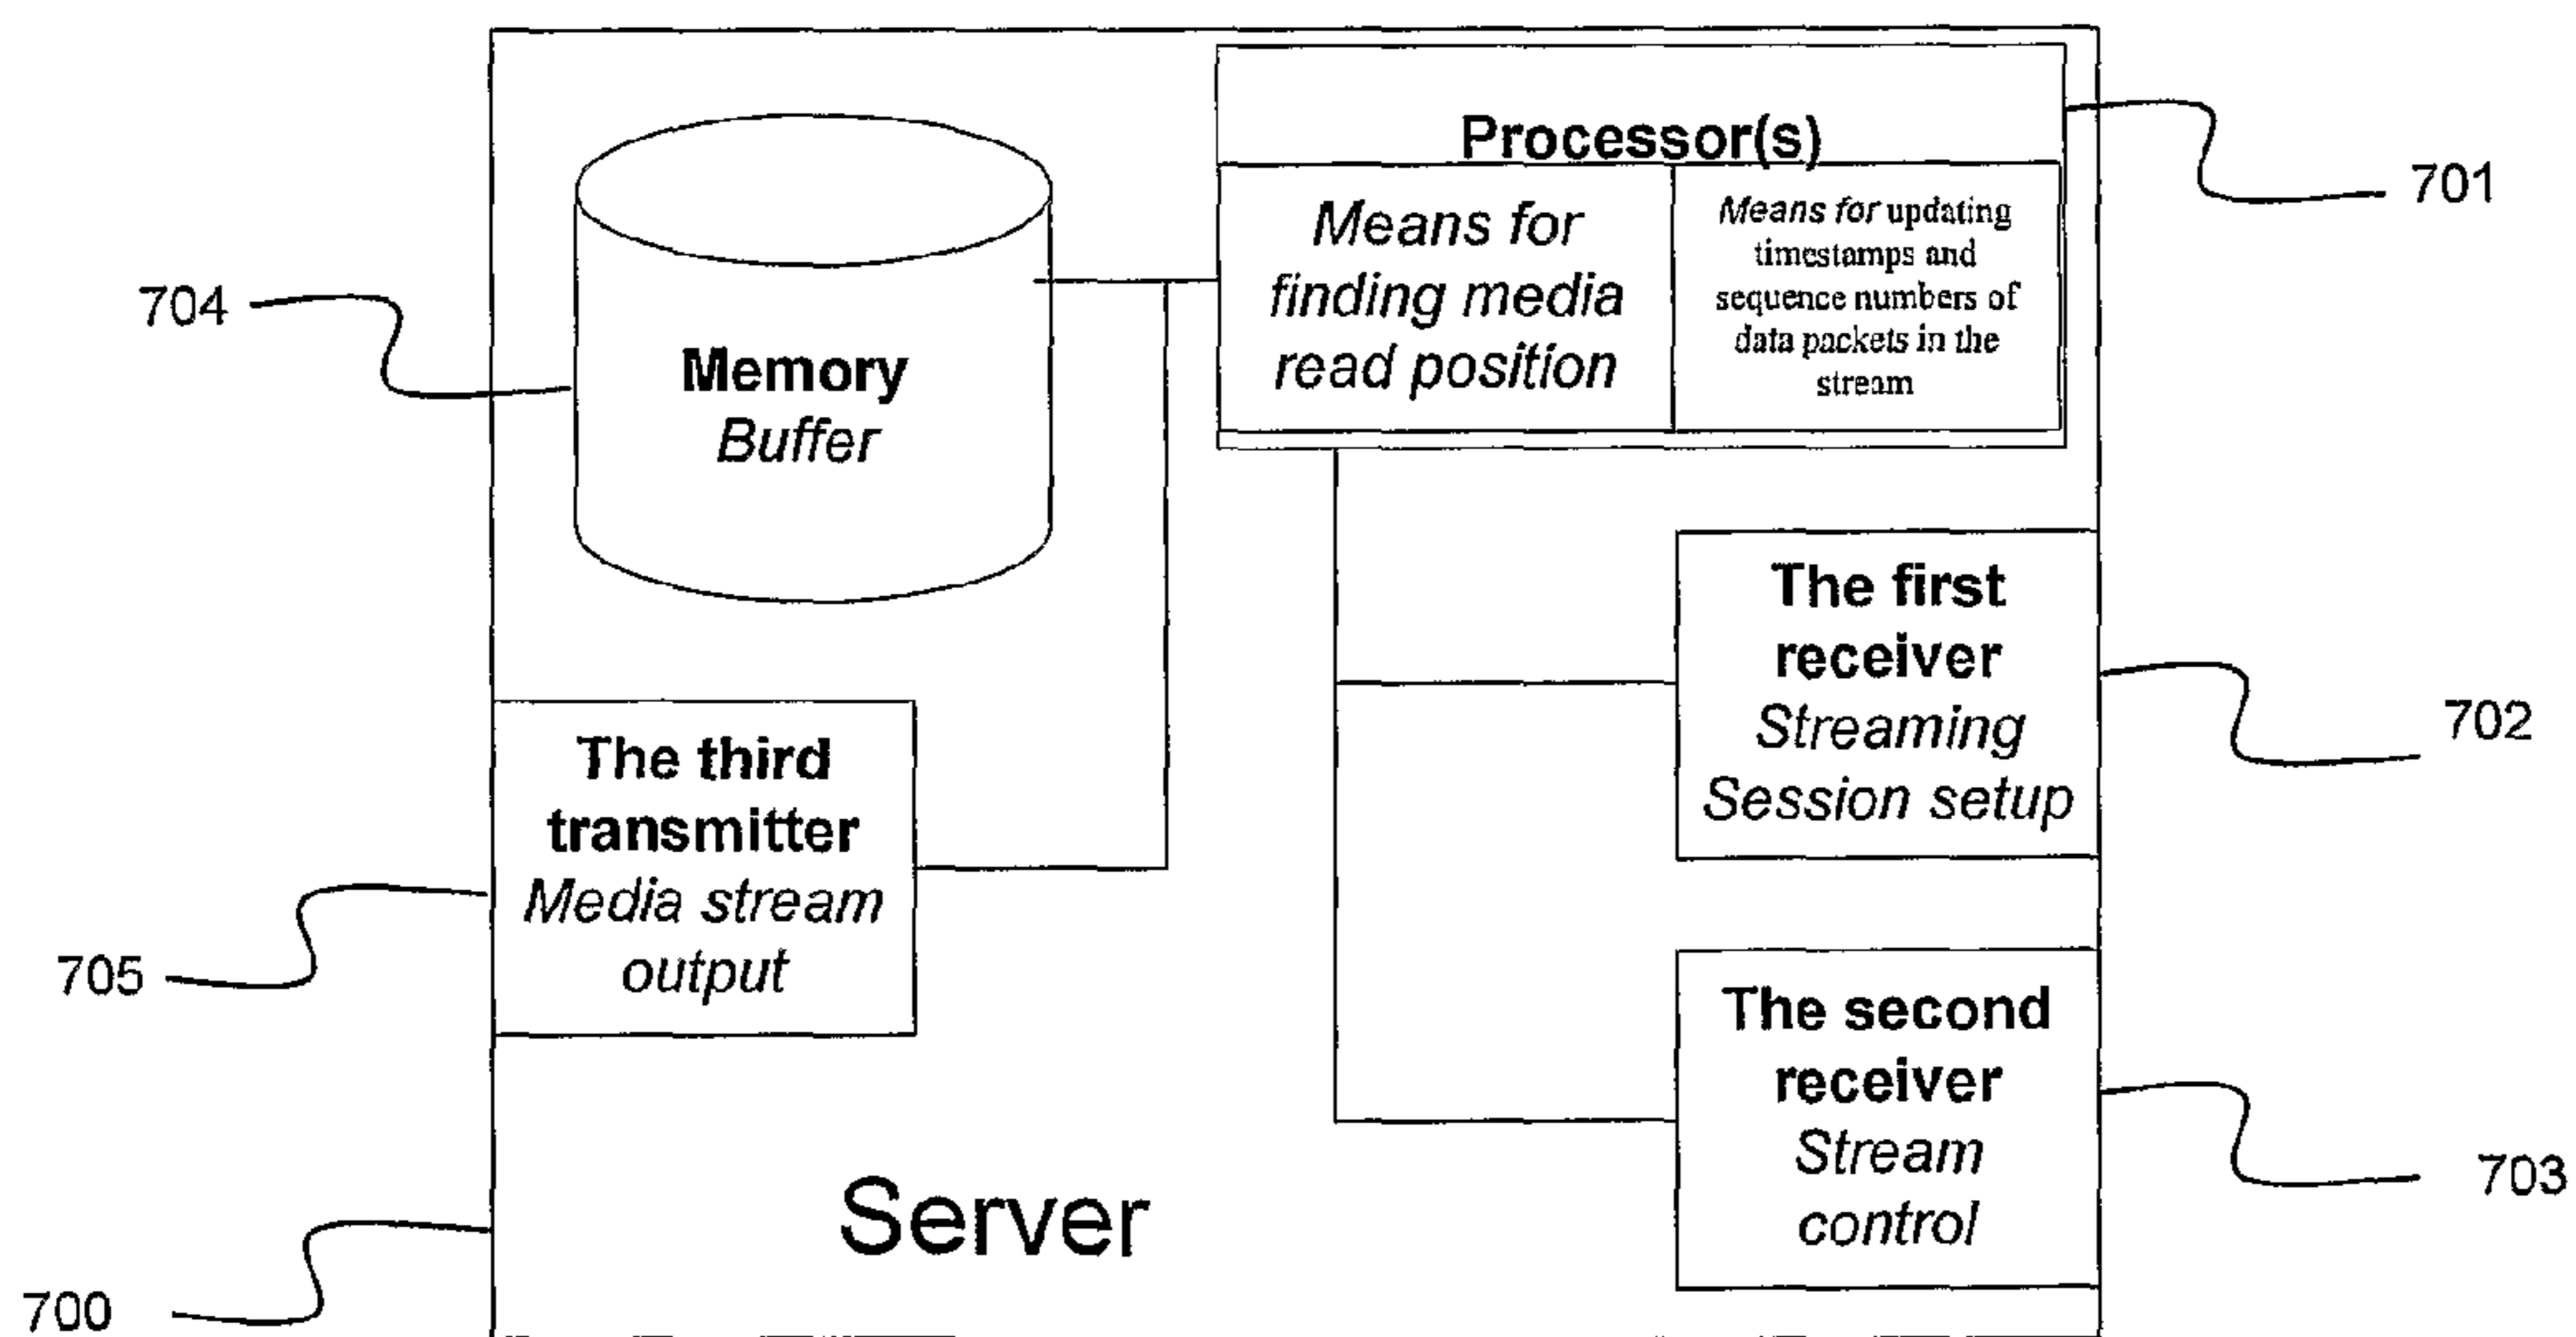 Processor(s)
Means for
finding media
read position
Means for updating
timestamps and
sequence numbers of
data packets in the
stream
701
704
Memory
Buffer
The first
receiver
Streaming
Session setup
702
The third
transmitter
Media stream
output
705
The second
receiver
Stream
control
703
Server
700